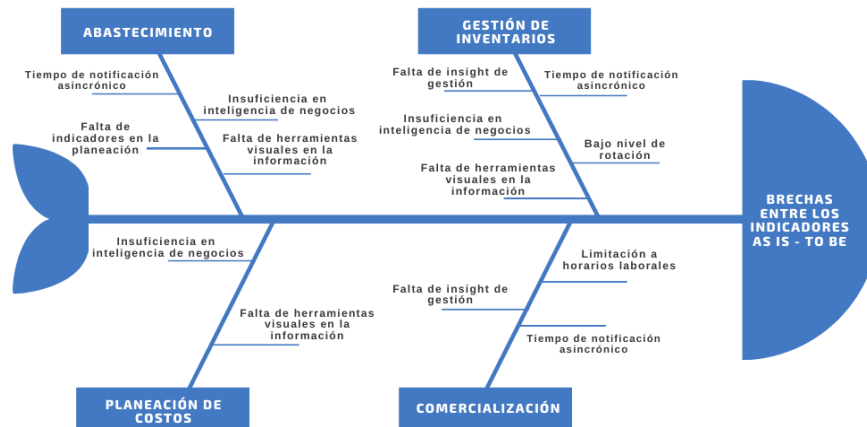 ABASTECIMIENTO
GESTIÓN DE
INVENTARIOS
Tiempo de notificación
asincrónico
Insuficiencia en
inteligencia de negocios
Falta de
indicadores en la
planeación
Falta de herramientas
visuales en la
información
Falta de insight de
gestión
Tiempo de notificación
asincrónico
Insuficiencia en
inteligencia de negocios
Bajo nivel de
rotación
Falta de herramientas
visuales en la
información
BRECHAS
ENTRE LOS
INDICADORES
AS IS - TO BE
Insuficiencia en
inteligencia de negocios
Falta de herramientas
visuales en la
información
Limitación a
horarios laborales
Falta de insight de
gestión
Tiempo de notificación
asincrónico
PLANEACIÓN DE
COSTOS
COMERCIALIZACIÓN